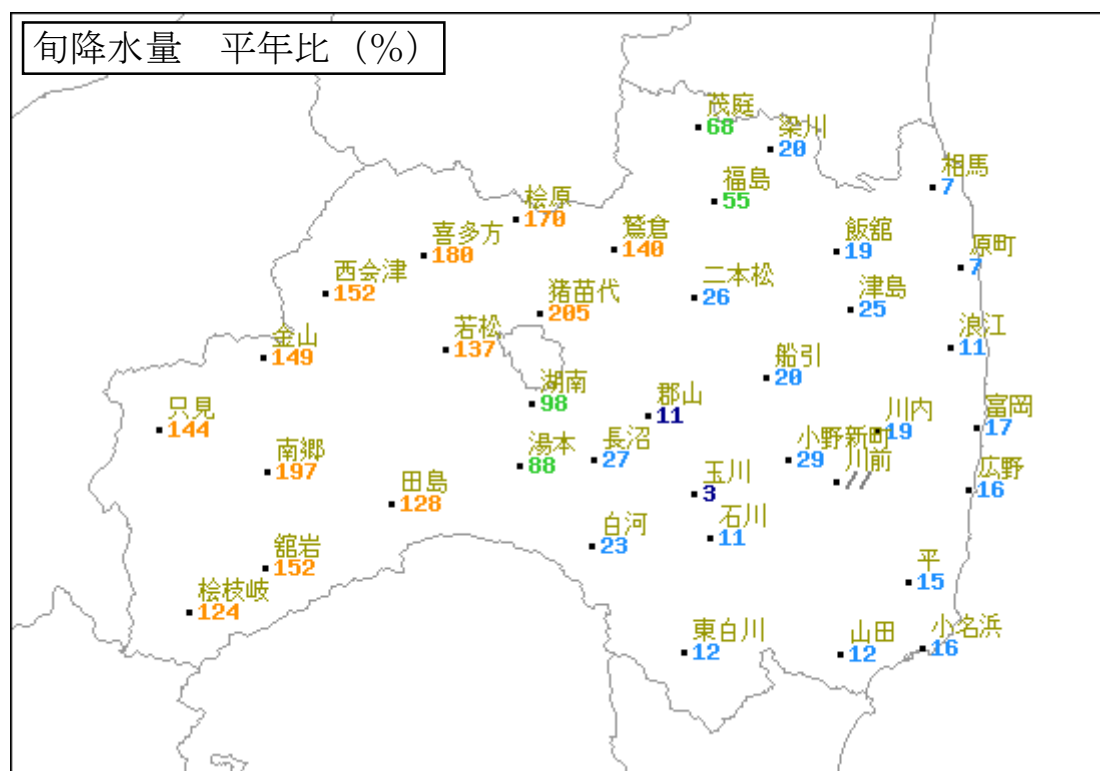 旬降水量　平年比（%）
茂庭
68
梁川
20
相馬
7
福島
55
桧原
170
鷲倉
140
喜多方
180
飯舘
19
原町
7
西会津
152
猪苗代
205
二本松
26
津島
25
金山
149
若松
137
浪江
11
船引
20
湖南
98
郡山
11
只見
144
川内
19
富岡
17
南郷
197
湯本
88
長沼
27
小野新町
29
川前
//
広野
16
田島
128
玉川
3
石川
11
白河
23
舘岩
152
平
15
桧枝岐
124
東白川
12
山田
12
小名浜
16